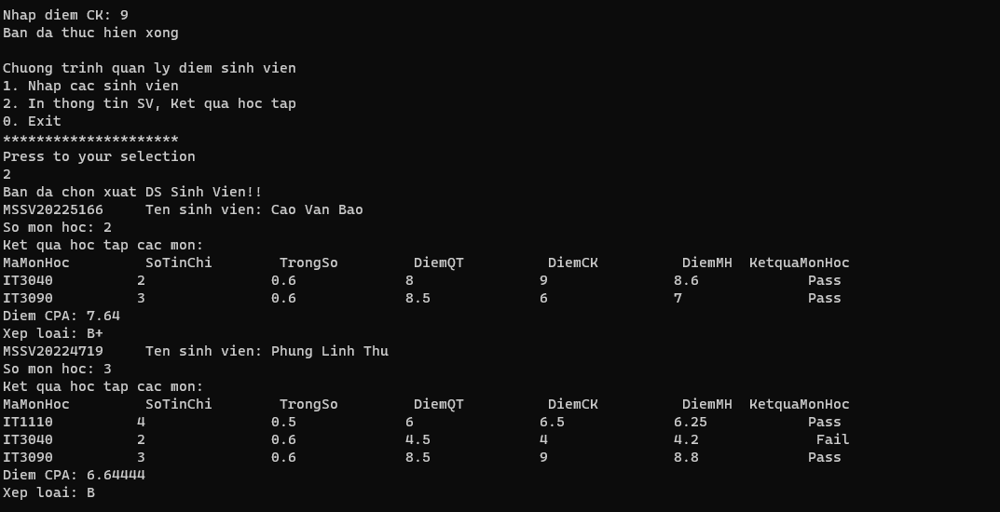 Nhap diem CK: 9
Ban da thuc hien xong
Chuong trinh quan ly diem sinh vien
1. Nhap cac sinh vien
2. In thong tin SV, Ket qua hoc tap
0. Exit
*********************
Press to your selection
2
Ban da chon xuat DS Sinh Vien!!
MSSV20225166     Ten sinh vien: Cao Van Bao
So mon hoc: 2
Ket qua hoc tap cac mon:
MaMonHoc         SoTinChi        TrongSo         DiemQT          DiemCK          DiemMH  KetquaMonHoc
IT3040          2               0.6             8               9               8.6             Pass
IT3090          3               0.6             8.5             6               7               Pass
Diem CPA: 7.64
Xep loai: B+
MSSV20224719     Ten sinh vien: Phung Linh Thu
So mon hoc: 3
Ket qua hoc tap cac mon:
MaMonHoc         SoTinChi        TrongSo         DiemQT          DiemCK          DiemMH  KetquaMonHoc
IT1110          4               0.5             6               6.5             6.25            Pass
IT3040          2               0.6             4.5             4               4.2              Fail
IT3090          3               0.6             8.5             9               8.8             Pass
Diem CPA: 6.64444
Xep loai: B